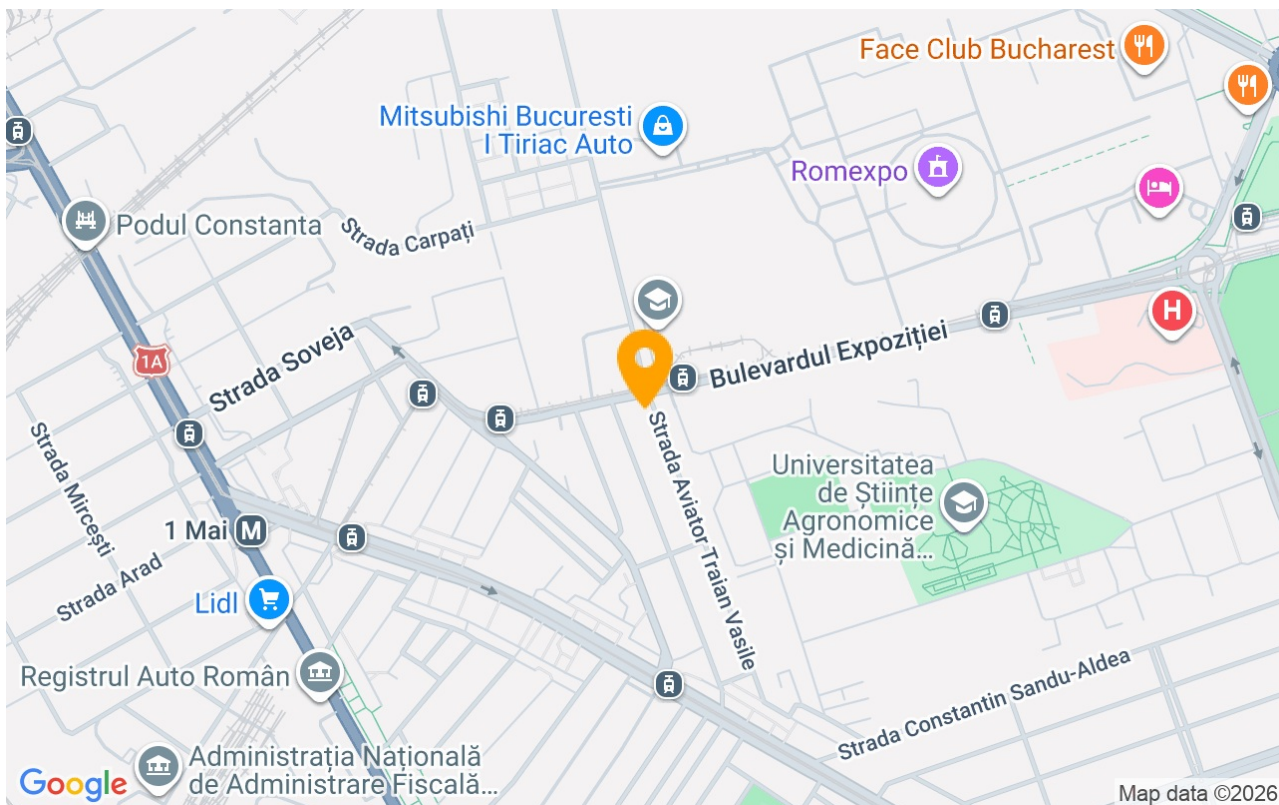 Face Club Bucharest
Mitsubishi Bucuresti
I Tiriac Auto
Romexpo
Podul Constanta
Strada Carpați
H
1A
Strada Soveja
Bulevardul Expoziției
Strada Mircești
Strada Aviator Traian Vasile
Universitatea
de Științe
Agronomice
și Medicină...
1 Mai
M
Strada Arad
Lidl
Registrul Auto Român
Strada Constantin Sandu-Aldea
Administrația Națională
de Administrare Fiscală...
Google
Map data ©2026